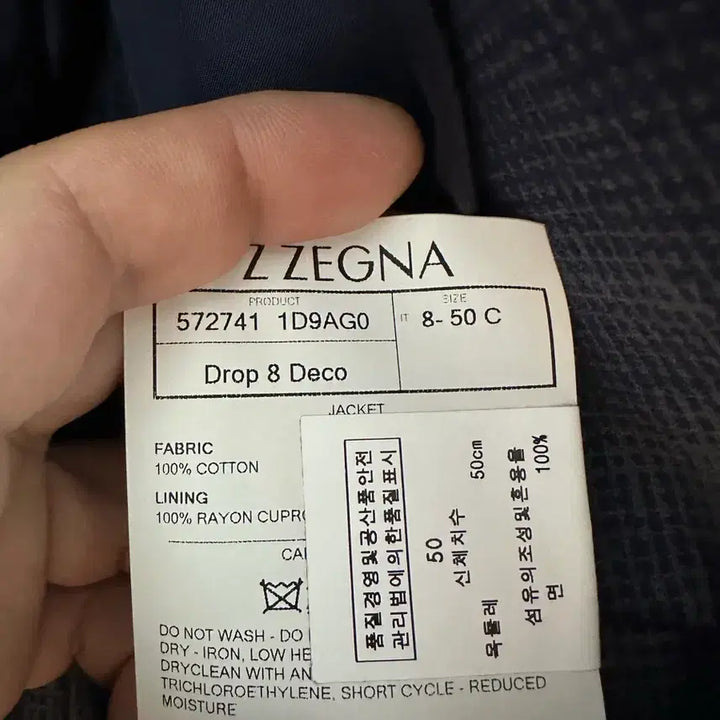 Z ZEGNA
PRODUCT
SIZE
572741 1D9AG0
IT 8- 50 C
Drop 8 Deco
JACKET
FABRIC
100% COTTON
LINING
100% RAYON CUPRO
DO NOT WASH - DO
DRY - IRON, LOW HE
DRYCLEAN WITH AN
TRICHLOROETHYLENE, SHORT CYCLE - REDUCED
MOISTURE
품질경영및공산품안전
관리법에의한품질표시
50
신체치수
50cm
섬유의조성및혼용율
면
100%